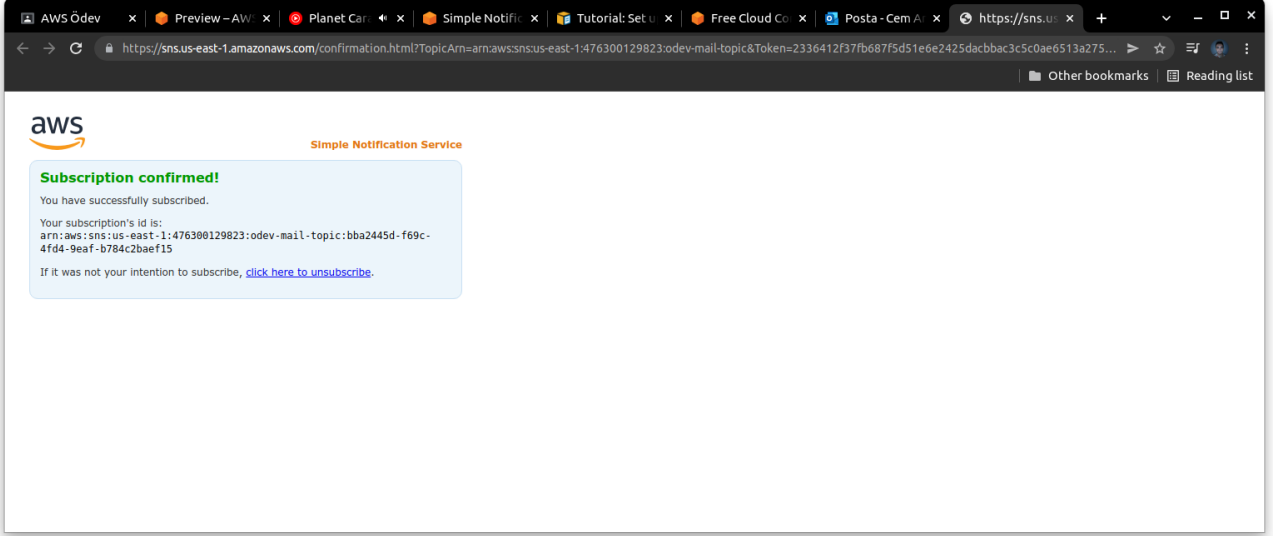 AWS Ödev
Preview – AWS
Planet Cara
Simple Notific
Tutorial: Set u
Free Cloud Co
Posta - Cem A
https://sns.us
https://sns.us-east-1.amazonaws.com/confirmation.html?TopicArn=arn:aws:sns:us-east-1:476300129823:odev-mail-topic&Token=2336412f37fb687f5d51e6e2425dacbbac3c5c0ae6513a275...
Other bookmarks
Reading list
aws
Simple Notification Service
Subscription confirmed!
You have successfully subscribed.
Your subscription's id is:
arn:aws:sns:us-east-1:476300129823:odev-mail-topic:bba2445d-f69c-
4fd4-9eaf-b784c2baef15
If it was not your intention to subscribe, click here to unsubscribe.